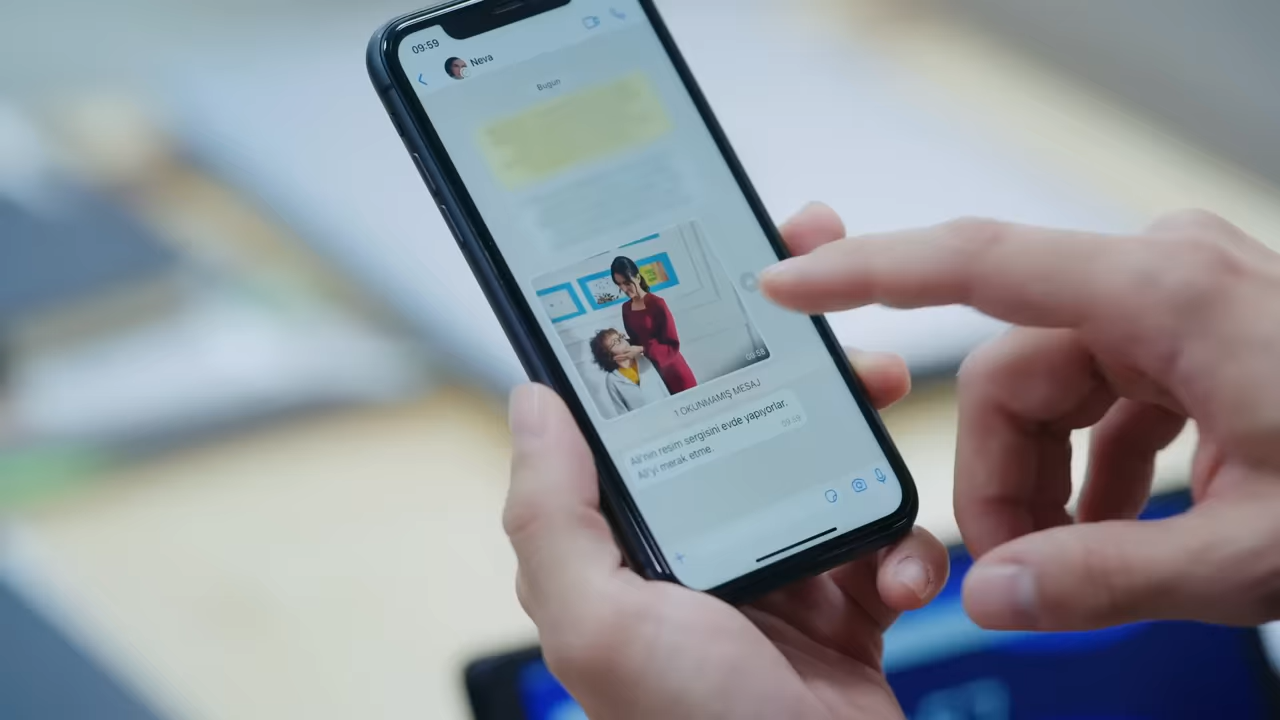 09:59
Neva
Bugün
09:58
1 OKUNMAMIŞ MESAJ
Ali'nin resim sergisini evde yapıyorlar.
Ali'yi merak etme.
09:59